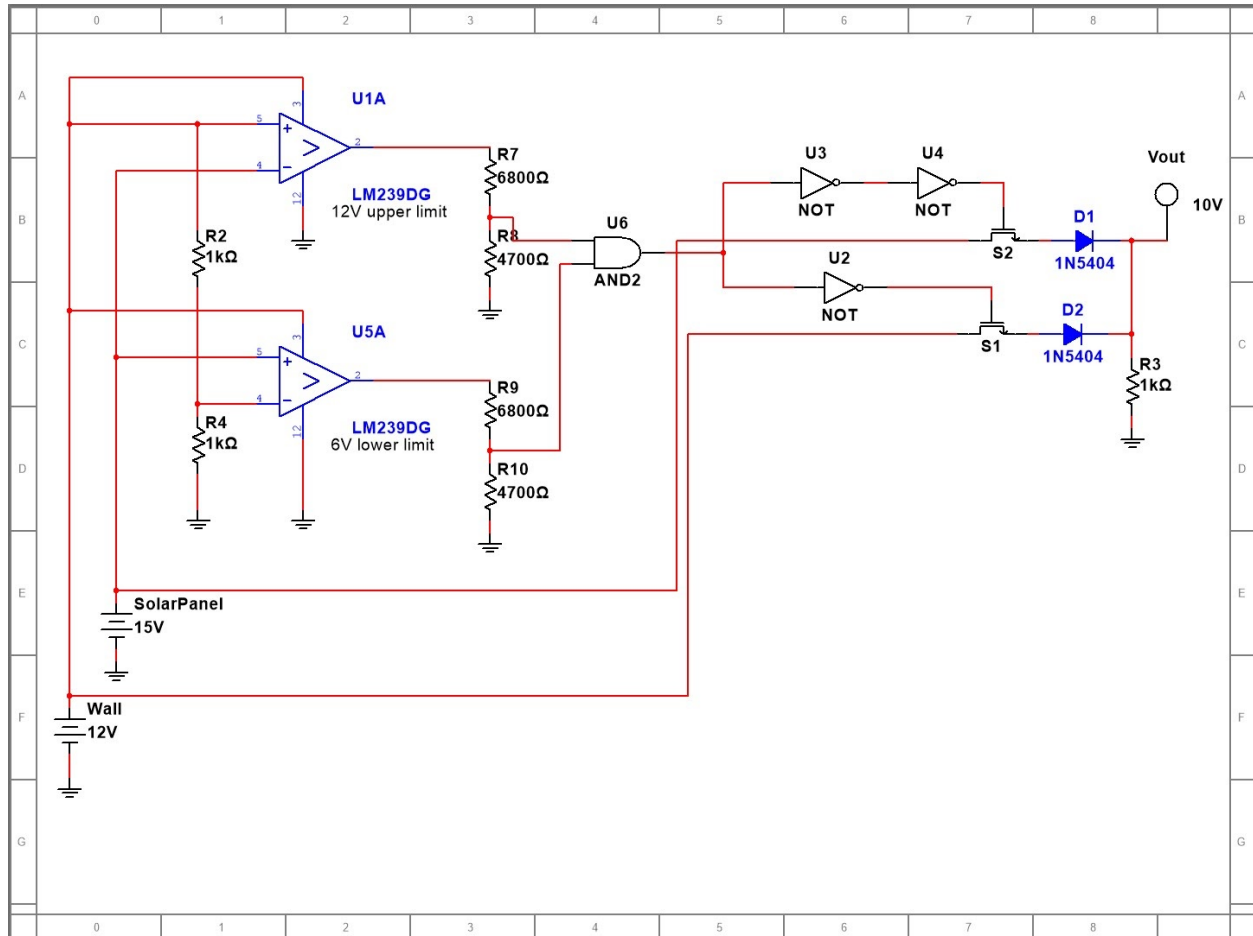 0 1 2 3 4 5 6 7 8
A A
U1A
3
5
2
4
12
LM239DG
12V upper limit
R7
6800Ω
R8
4700Ω
B B
R2
1kΩ
U6
AND2
U3
NOT
U4
NOT
S2
D1
1N5404
Vout
10V
U2
NOT
S1
D2
1N5404
R3
1kΩ
C C
U5A
3
5
2
4
12
LM239DG
6V lower limit
R9
6800Ω
R10
4700Ω
R4
1kΩ
D D
E E
SolarPanel
15V
F F
Wall
12V
G G
0 1 2 3 4 5 6 7 8